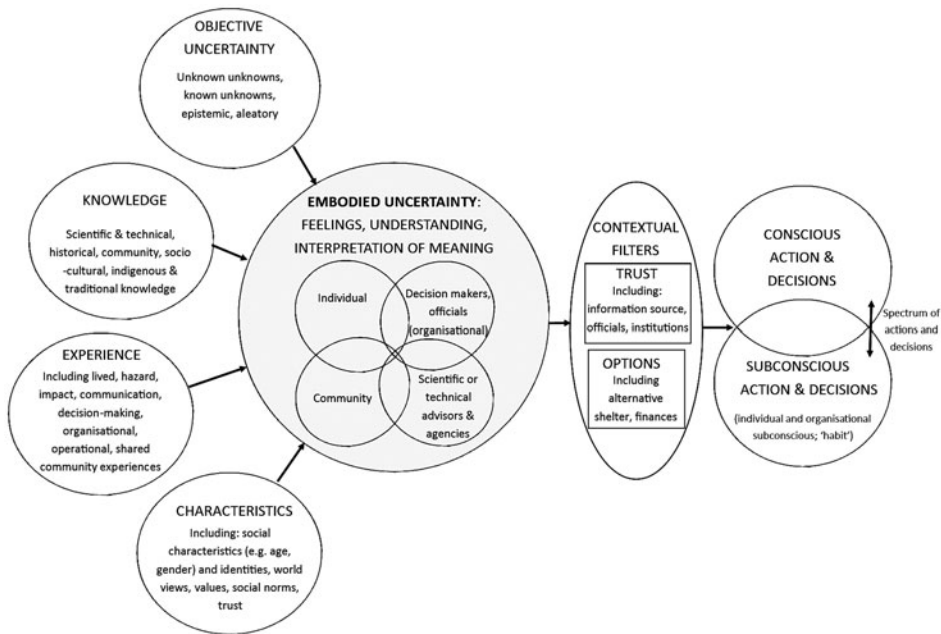 OBJECTIVE
UNCERTAINTY
Unknown unknowns,
known unknowns,
epistemic, aleatory
KNOWLEDGE
Scientific & technical,
historical, community, socio
-cultural, indigenous &
traditional knowledge
EXPERIENCE
Including lived, hazard,
impact, communication,
decision-making,
organisational,
operational, shared
community experiences
CHARACTERISTICS
Including: social
characteristics (e.g. age,
gender) and identities, world
views, values, social norms,
trust
EMBODIED UNCERTAINTY:
FEELINGS, UNDERSTANDING,
INTERPRETATION OF MEANING
Individual
Decision makers,
officials
(organisational)
Community
Scientific or
technical
advisors &
agencies
CONTEXTUAL
FILTERS
TRUST
Including:
information source,
officials, institutions
OPTIONS
Including
alternative
shelter, finances
CONSCIOUS
ACTION &
DECISIONS
SUBCONSCIOUS
ACTION & DECISIONS
(individual and organisational
subconscious; 'habit')
Spectrum of
actions and
decisions